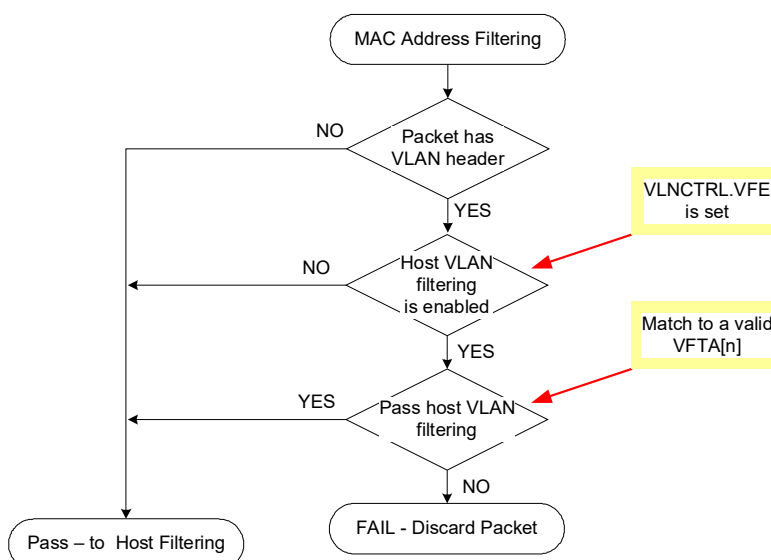 MAC Address Filtering
NO
Packet has
VLAN header
YES
VLNCTRL.VFE
is set
NO
Host VLAN
filtering
is enabled
YES
Match to a valid
VFTA[n]
YES
Pass host VLAN
filtering
NO
Pass – to Host Filtering
FAIL - Discard Packet